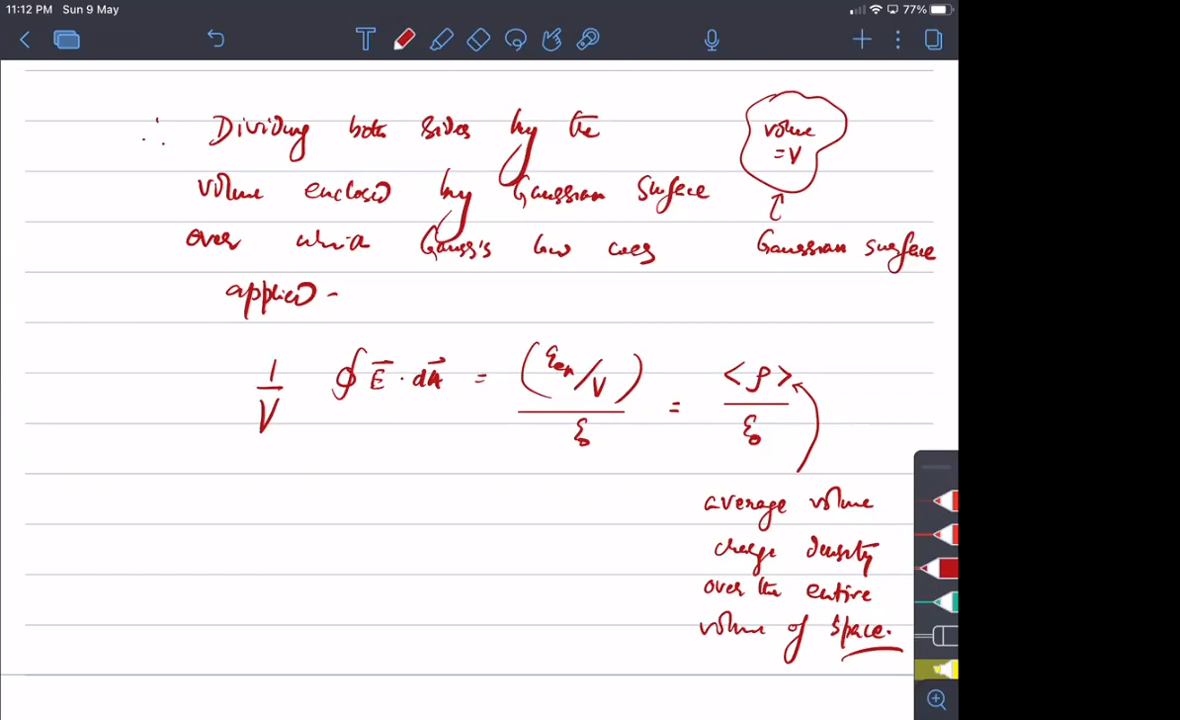 11:12 PM Sun 9 May
77%
∴ Dividing both sides by the
volume enclosed by Gaussian Surface
over which Gauss's law was
applied -
volume
= V
Gaussian surface
1/V ∮ E⃗ · dA⃗ = (qen/V)/ε0 = <ρ>/ε0
average volume
charge density
over the entire
volume of space.